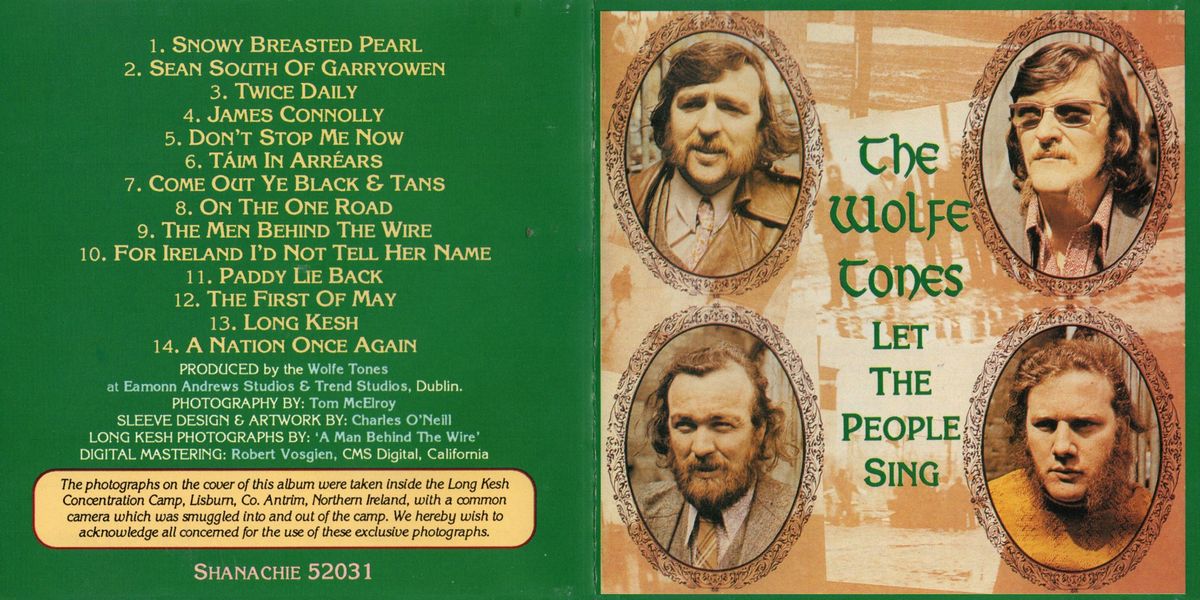 1. Snowy Breasted Pearl
2. Sean South Of Garryowen
3. Twice Daily
4. James Connolly
5. Don't Stop Me Now
6. Táim In Arréars
7. Come Out Ye Black & Tans
8. On The One Road
9. The Men Behind The Wire
10. For Ireland I'd Not Tell Her Name
11. Paddy Lie Back
12. The First Of May
13. Long Kesh
14. A Nation Once Again
PRODUCED by the Wolfe Tones
at Eamonn Andrews Studios & Trend Studios, Dublin.
PHOTOGRAPHY BY: Tom McElroy
SLEEVE DESIGN & ARTWORK BY: Charles O'Neill
LONG KESH PHOTOGRAPHS BY: 'A Man Behind The Wire'
DIGITAL MASTERING: Robert Vosgien, CMS Digital, California
The photographs on the cover of this album were taken inside the Long Kesh
Concentration Camp, Lisburn, Co. Antrim, Northern Ireland, with a common
camera which was smuggled into and out of the camp. We hereby wish to
acknowledge all concerned for the use of these exclusive photographs.
Shanachie 52031
The
Wolfe
Tones
Let
The
People
Sing